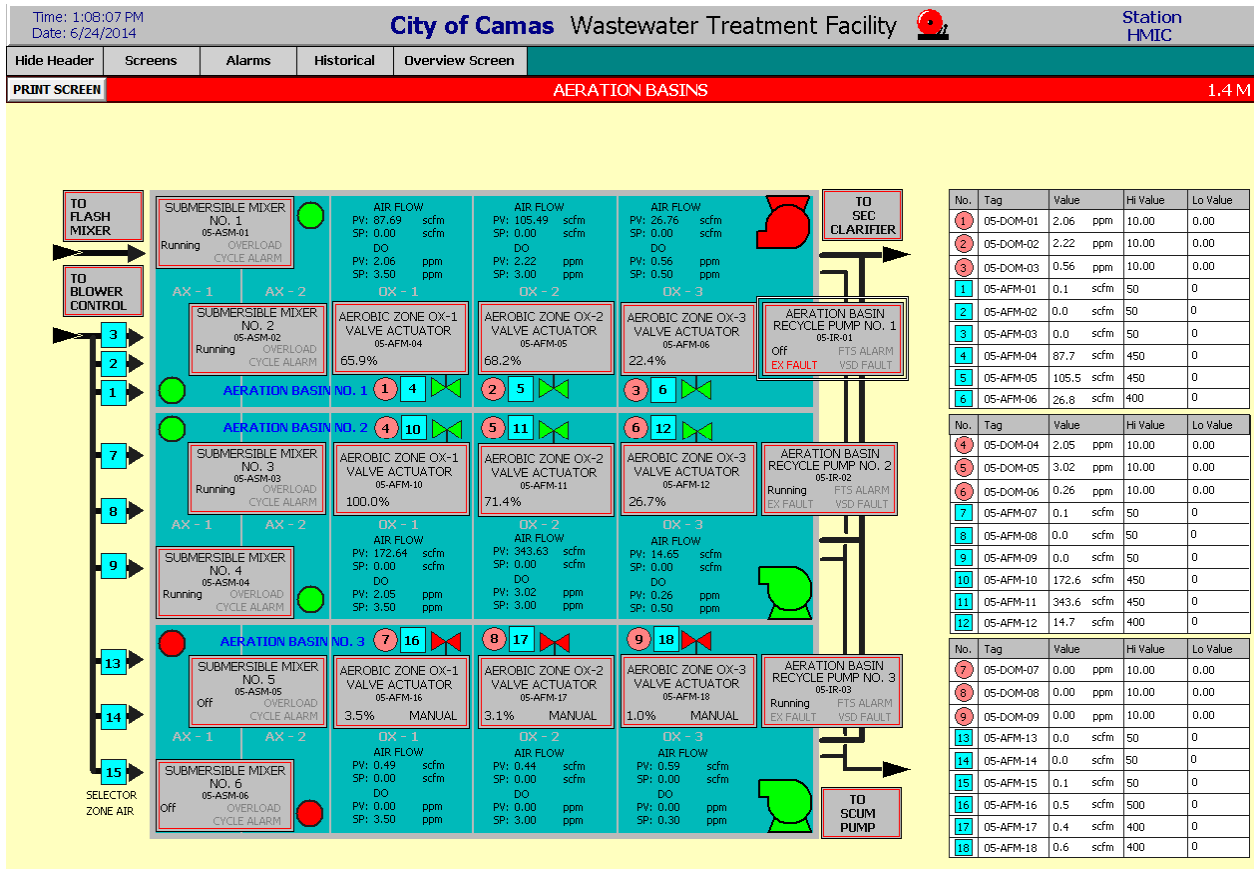 Time: 1:08:07 PM
Date: 6/24/2014
City of Camas Wastewater Treatment Facility
Station
HMIC
Hide Header Screens Alarms Historical Overview Screen
PRINT SCREEN AERATION BASINS 1.4 M
TO
FLASH
MIXER
TO
BLOWER
CONTROL
3
2
1
7
8
9
13
14
15
SELECTOR
ZONE AIR
SUBMERSIBLE MIXER
NO. 1
05-ASM-01
Running OVERLOAD
CYCLE ALARM
AIR FLOW
PV: 87.69 scfm
SP: 0.00 scfm
DO
PV: 2.06 ppm
SP: 3.50 ppm
AIR FLOW
PV: 105.49 scfm
SP: 0.00 scfm
DO
PV: 2.22 ppm
SP: 3.00 ppm
AIR FLOW
PV: 26.76 scfm
SP: 0.00 scfm
DO
PV: 0.56 ppm
SP: 0.50 ppm
TO
SEC
CLARIFIER
AX - 1 AX - 2 OX - 1 OX - 2 OX - 3
SUBMERSIBLE MIXER
NO. 2
05-ASM-02
Running OVERLOAD
CYCLE ALARM
AEROBIC ZONE OX-1
VALVE ACTUATOR
05-AFM-04
65.9%
AEROBIC ZONE OX-2
VALVE ACTUATOR
05-AFM-05
68.2%
AEROBIC ZONE OX-3
VALVE ACTUATOR
05-AFM-06
22.4%
AERATION BASIN
RECYCLE PUMP NO. 1
05-IR-01
Off FTS ALARM
EX FAULT VSD FAULT
AERATION BASIN NO. 1 1 4 2 5 3 6
AERATION BASIN NO. 2 4 10 5 11 6 12
SUBMERSIBLE MIXER
NO. 3
05-ASM-03
Running OVERLOAD
CYCLE ALARM
AEROBIC ZONE OX-1
VALVE ACTUATOR
05-AFM-10
100.0%
AEROBIC ZONE OX-2
VALVE ACTUATOR
05-AFM-11
71.4%
AEROBIC ZONE OX-3
VALVE ACTUATOR
05-AFM-12
26.7%
AERATION BASIN
RECYCLE PUMP NO. 2
05-IR-02
Running FTS ALARM
EX FAULT VSD FAULT
AX - 1 AX - 2 OX - 1 OX - 2 OX - 3
SUBMERSIBLE MIXER
NO. 4
05-ASM-04
Running OVERLOAD
CYCLE ALARM
AIR FLOW
PV: 172.64 scfm
SP: 0.00 scfm
DO
PV: 2.05 ppm
SP: 3.50 ppm
AIR FLOW
PV: 343.63 scfm
SP: 0.00 scfm
DO
PV: 3.02 ppm
SP: 3.00 ppm
AIR FLOW
PV: 14.65 scfm
SP: 0.00 scfm
DO
PV: 0.26 ppm
SP: 0.50 ppm
AERATION BASIN NO. 3 7 16 8 17 9 18
SUBMERSIBLE MIXER
NO. 5
05-ASM-05
Off OVERLOAD
CYCLE ALARM
AEROBIC ZONE OX-1
VALVE ACTUATOR
05-AFM-16
3.5% MANUAL
AEROBIC ZONE OX-2
VALVE ACTUATOR
05-AFM-17
3.1% MANUAL
AEROBIC ZONE OX-3
VALVE ACTUATOR
05-AFM-18
1.0% MANUAL
AERATION BASIN
RECYCLE PUMP NO. 3
05-IR-03
Running FTS ALARM
EX FAULT VSD FAULT
AX - 1 AX - 2 OX - 1 OX - 2 OX - 3
SUBMERSIBLE MIXER
NO. 6
05-ASM-06
Off OVERLOAD
CYCLE ALARM
AIR FLOW
PV: 0.49 scfm
SP: 0.00 scfm
DO
PV: 0.00 ppm
SP: 3.50 ppm
AIR FLOW
PV: 0.44 scfm
SP: 0.00 scfm
DO
PV: 0.00 ppm
SP: 3.00 ppm
AIR FLOW
PV: 0.59 scfm
SP: 0.00 scfm
DO
PV: 0.00 ppm
SP: 0.30 ppm
TO
SCUM
PUMP
No. Tag Value Hi Value Lo Value
1 05-DOM-01 2.06 ppm 10.00 0.00
2 05-DOM-02 2.22 ppm 10.00 0.00
3 05-DOM-03 0.56 ppm 10.00 0.00
1 05-AFM-01 0.1 scfm 50 0
2 05-AFM-02 0.0 scfm 50 0
3 05-AFM-03 0.0 scfm 50 0
4 05-AFM-04 87.7 scfm 450 0
5 05-AFM-05 105.5 scfm 450 0
6 05-AFM-06 26.8 scfm 400 0
No. Tag Value Hi Value Lo Value
4 05-DOM-04 2.05 ppm 10.00 0.00
5 05-DOM-05 3.02 ppm 10.00 0.00
6 05-DOM-06 0.26 ppm 10.00 0.00
7 05-AFM-07 0.1 scfm 50 0
8 05-AFM-08 0.0 scfm 50 0
9 05-AFM-09 0.0 scfm 50 0
10 05-AFM-10 172.6 scfm 450 0
11 05-AFM-11 343.6 scfm 450 0
12 05-AFM-12 14.7 scfm 400 0
No. Tag Value Hi Value Lo Value
7 05-DOM-07 0.00 ppm 10.00 0.00
8 05-DOM-08 0.00 ppm 10.00 0.00
9 05-DOM-09 0.00 ppm 10.00 0.00
13 05-AFM-13 0.0 scfm 50 0
14 05-AFM-14 0.0 scfm 50 0
15 05-AFM-15 0.1 scfm 50 0
16 05-AFM-16 0.5 scfm 500 0
17 05-AFM-17 0.4 scfm 400 0
18 05-AFM-18 0.6 scfm 400 0